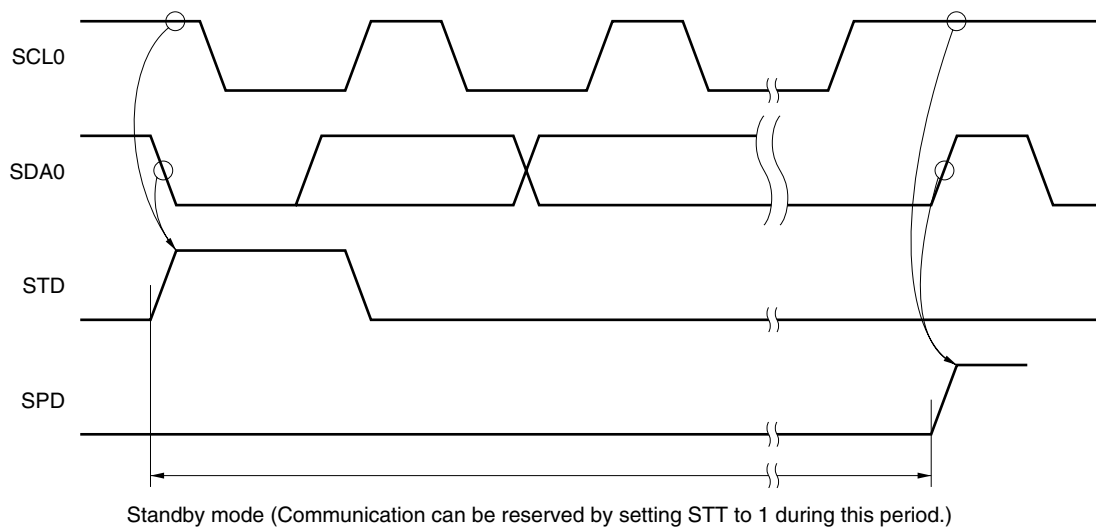 SCL0
SDA0
STD
SPD
Standby mode (Communication can be reserved by setting STT to 1 during this period.)